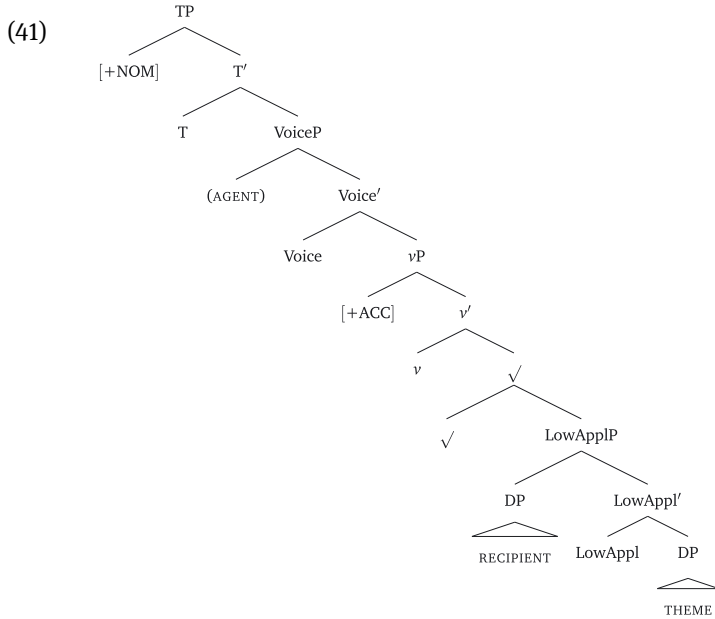 TP
(41)
[+NOM] T′
T VoiceP
(AGENT) Voice′
Voice vP
[+ACC] v′
v √
√ LowApplP
DP LowAppl′
RECIPIENT LowAppl DP
THEME